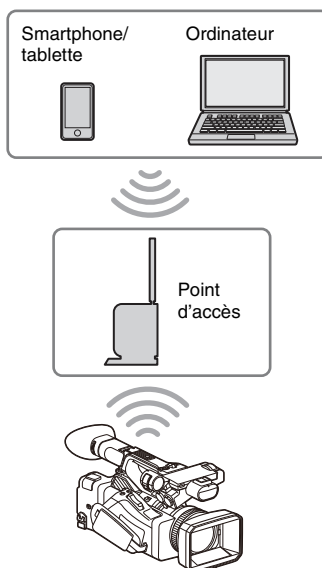 Smartphone/
tablette
Ordinateur
Point
d'accès